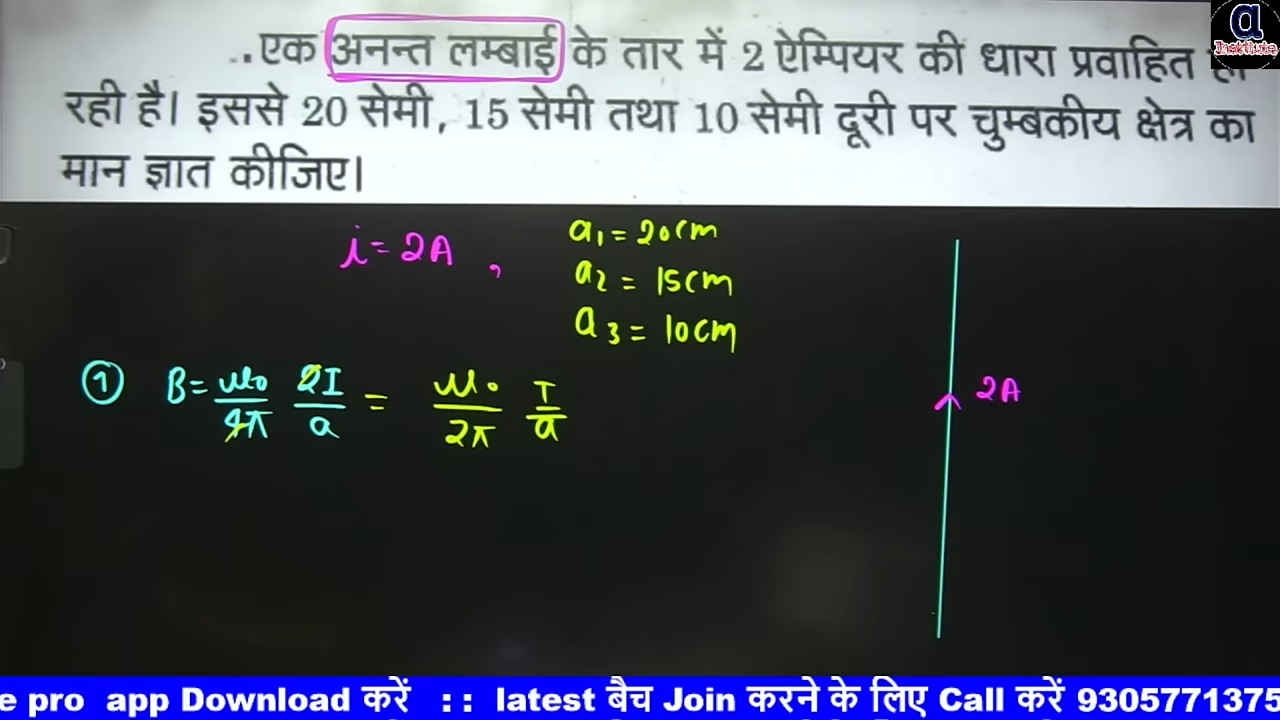 a
Institute
..एक अनन्त लम्बाई के तार में 2 ऐम्पियर की धारा प्रवाहित हो
रही है। इससे 20 सेमी, 15 सेमी तथा 10 सेमी दूरी पर चुम्बकीय क्षेत्र का
मान ज्ञात कीजिए।
i = 2A , a₁ = 20cm
a₂ = 15cm
a₃ = 10cm
① B = μ₀/4π 2I/a = μ₀/2π I/a
2A
e pro app Download करें :: latest बैच Join करने के लिए Call करें 9305771375